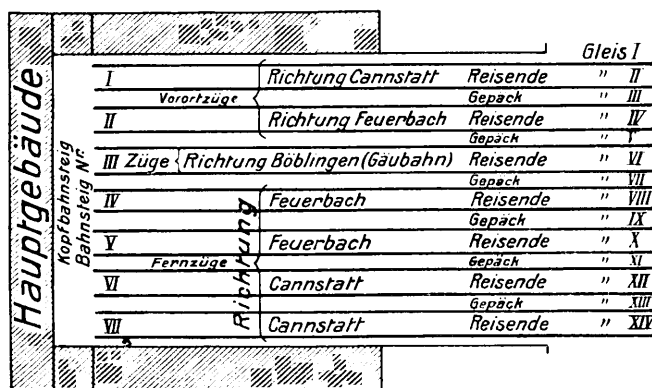 Hauptgebäude
Kopfbahnsteig
Bahnsteig Nr.
Gleis I
I Richtung Cannstatt Reisende " II
Vorortzüge Gepäck " III
II Richtung Feuerbach Reisende " IV
Gepäck "
III Züge Richtung Böblingen (Gäubahn) Reisende " VI
Gepäck " VII
Richtung
IV Feuerbach Reisende " VIII
Gepäck " IX
V Feuerbach Reisende " X
Fernzüge Gepäck " XI
VI Cannstatt Reisende " XII
Gepäck " XIII
VII Cannstatt Reisende " XIV